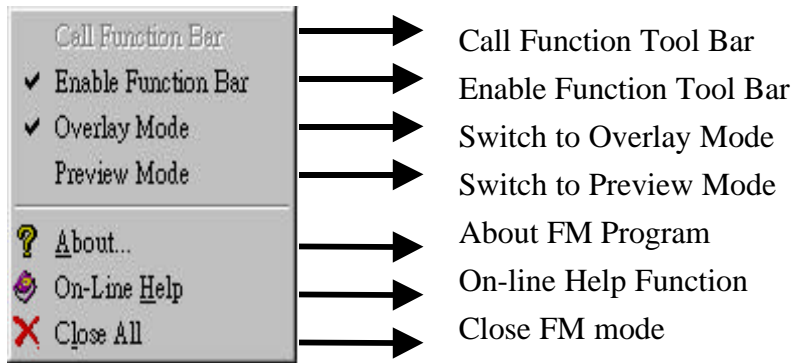 Call Function Bar
Call Function Tool Bar
Enable Function Bar
Enable Function Tool Bar
Overlay Mode
Switch to Overlay Mode
Preview Mode
Switch to Preview Mode
About...
About FM Program
On-Line Help
On-line Help Function
Close All
Close FM mode